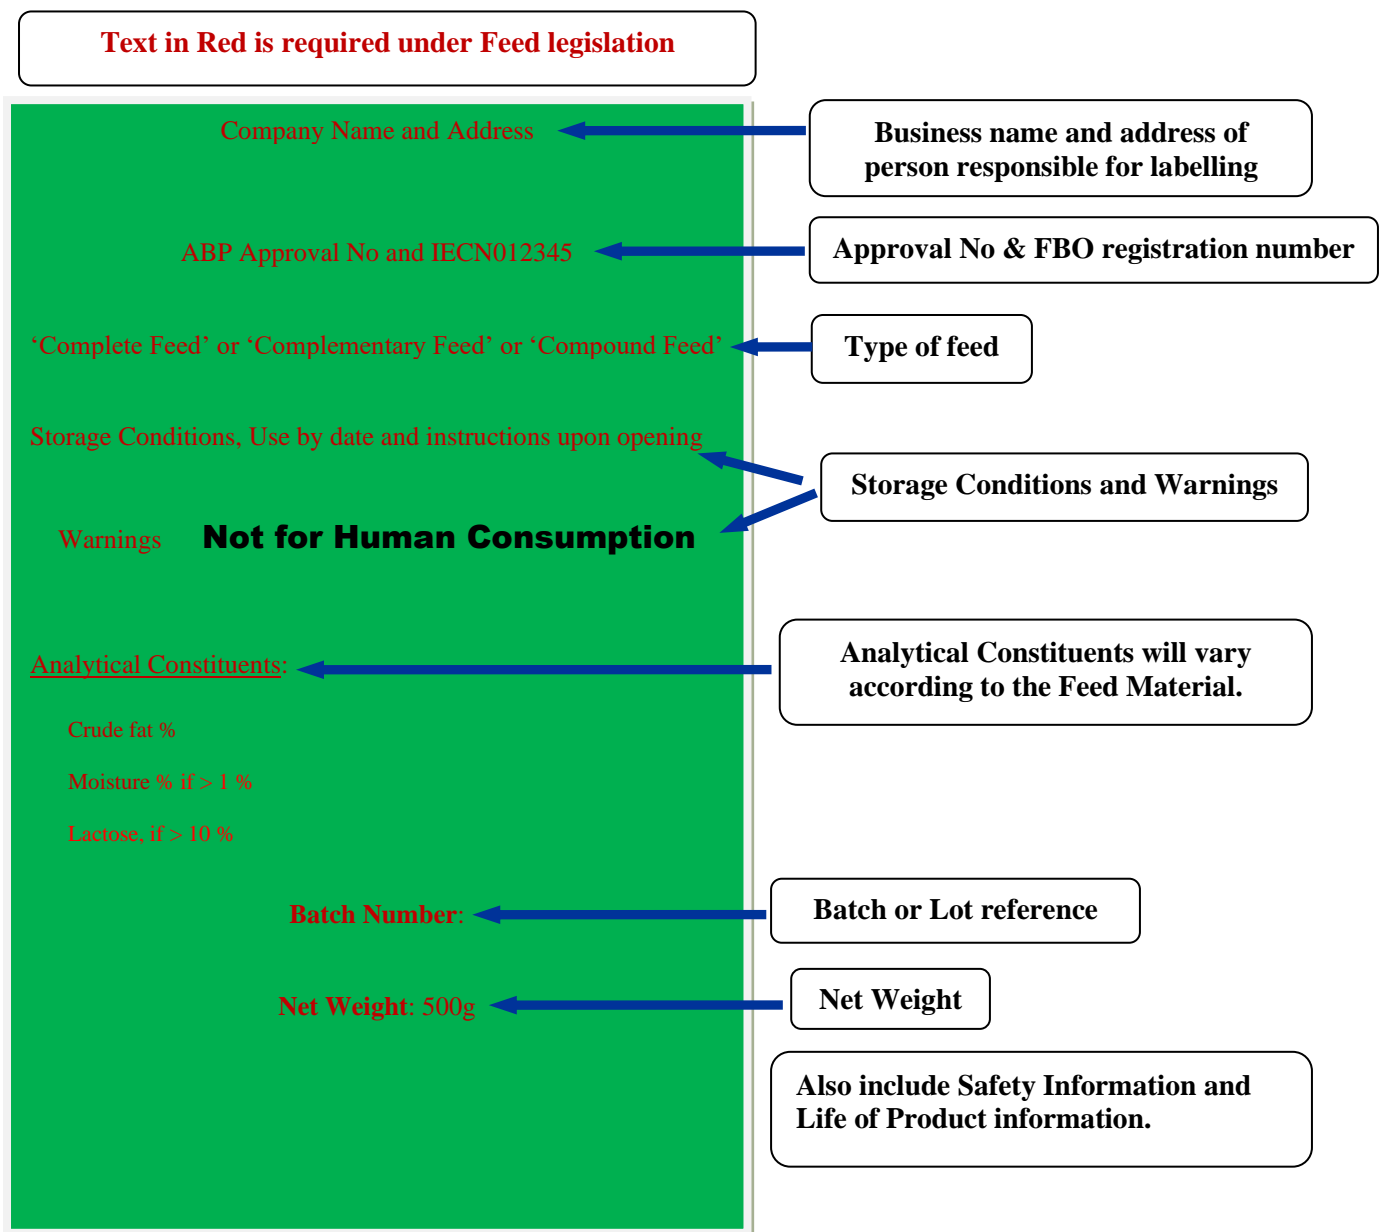 Text in Red is required under Feed legislation
Company Name and Address
Business name and address of
person responsible for labelling
ABP Approval No and IECN012345
Approval No & FBO registration number
‘Complete Feed’ or ‘Complementary Feed’ or ‘Compound Feed’
Type of feed
Storage Conditions, Use by date and instructions upon opening
Storage Conditions and Warnings
Warnings Not for Human Consumption
Analytical Constituents:
Analytical Constituents will vary
according to the Feed Material.
Crude fat %
Moisture % if > 1 %
Lactose, if > 10 %
Batch Number:
Batch or Lot reference
Net Weight: 500g
Net Weight
Also include Safety Information and
Life of Product information.